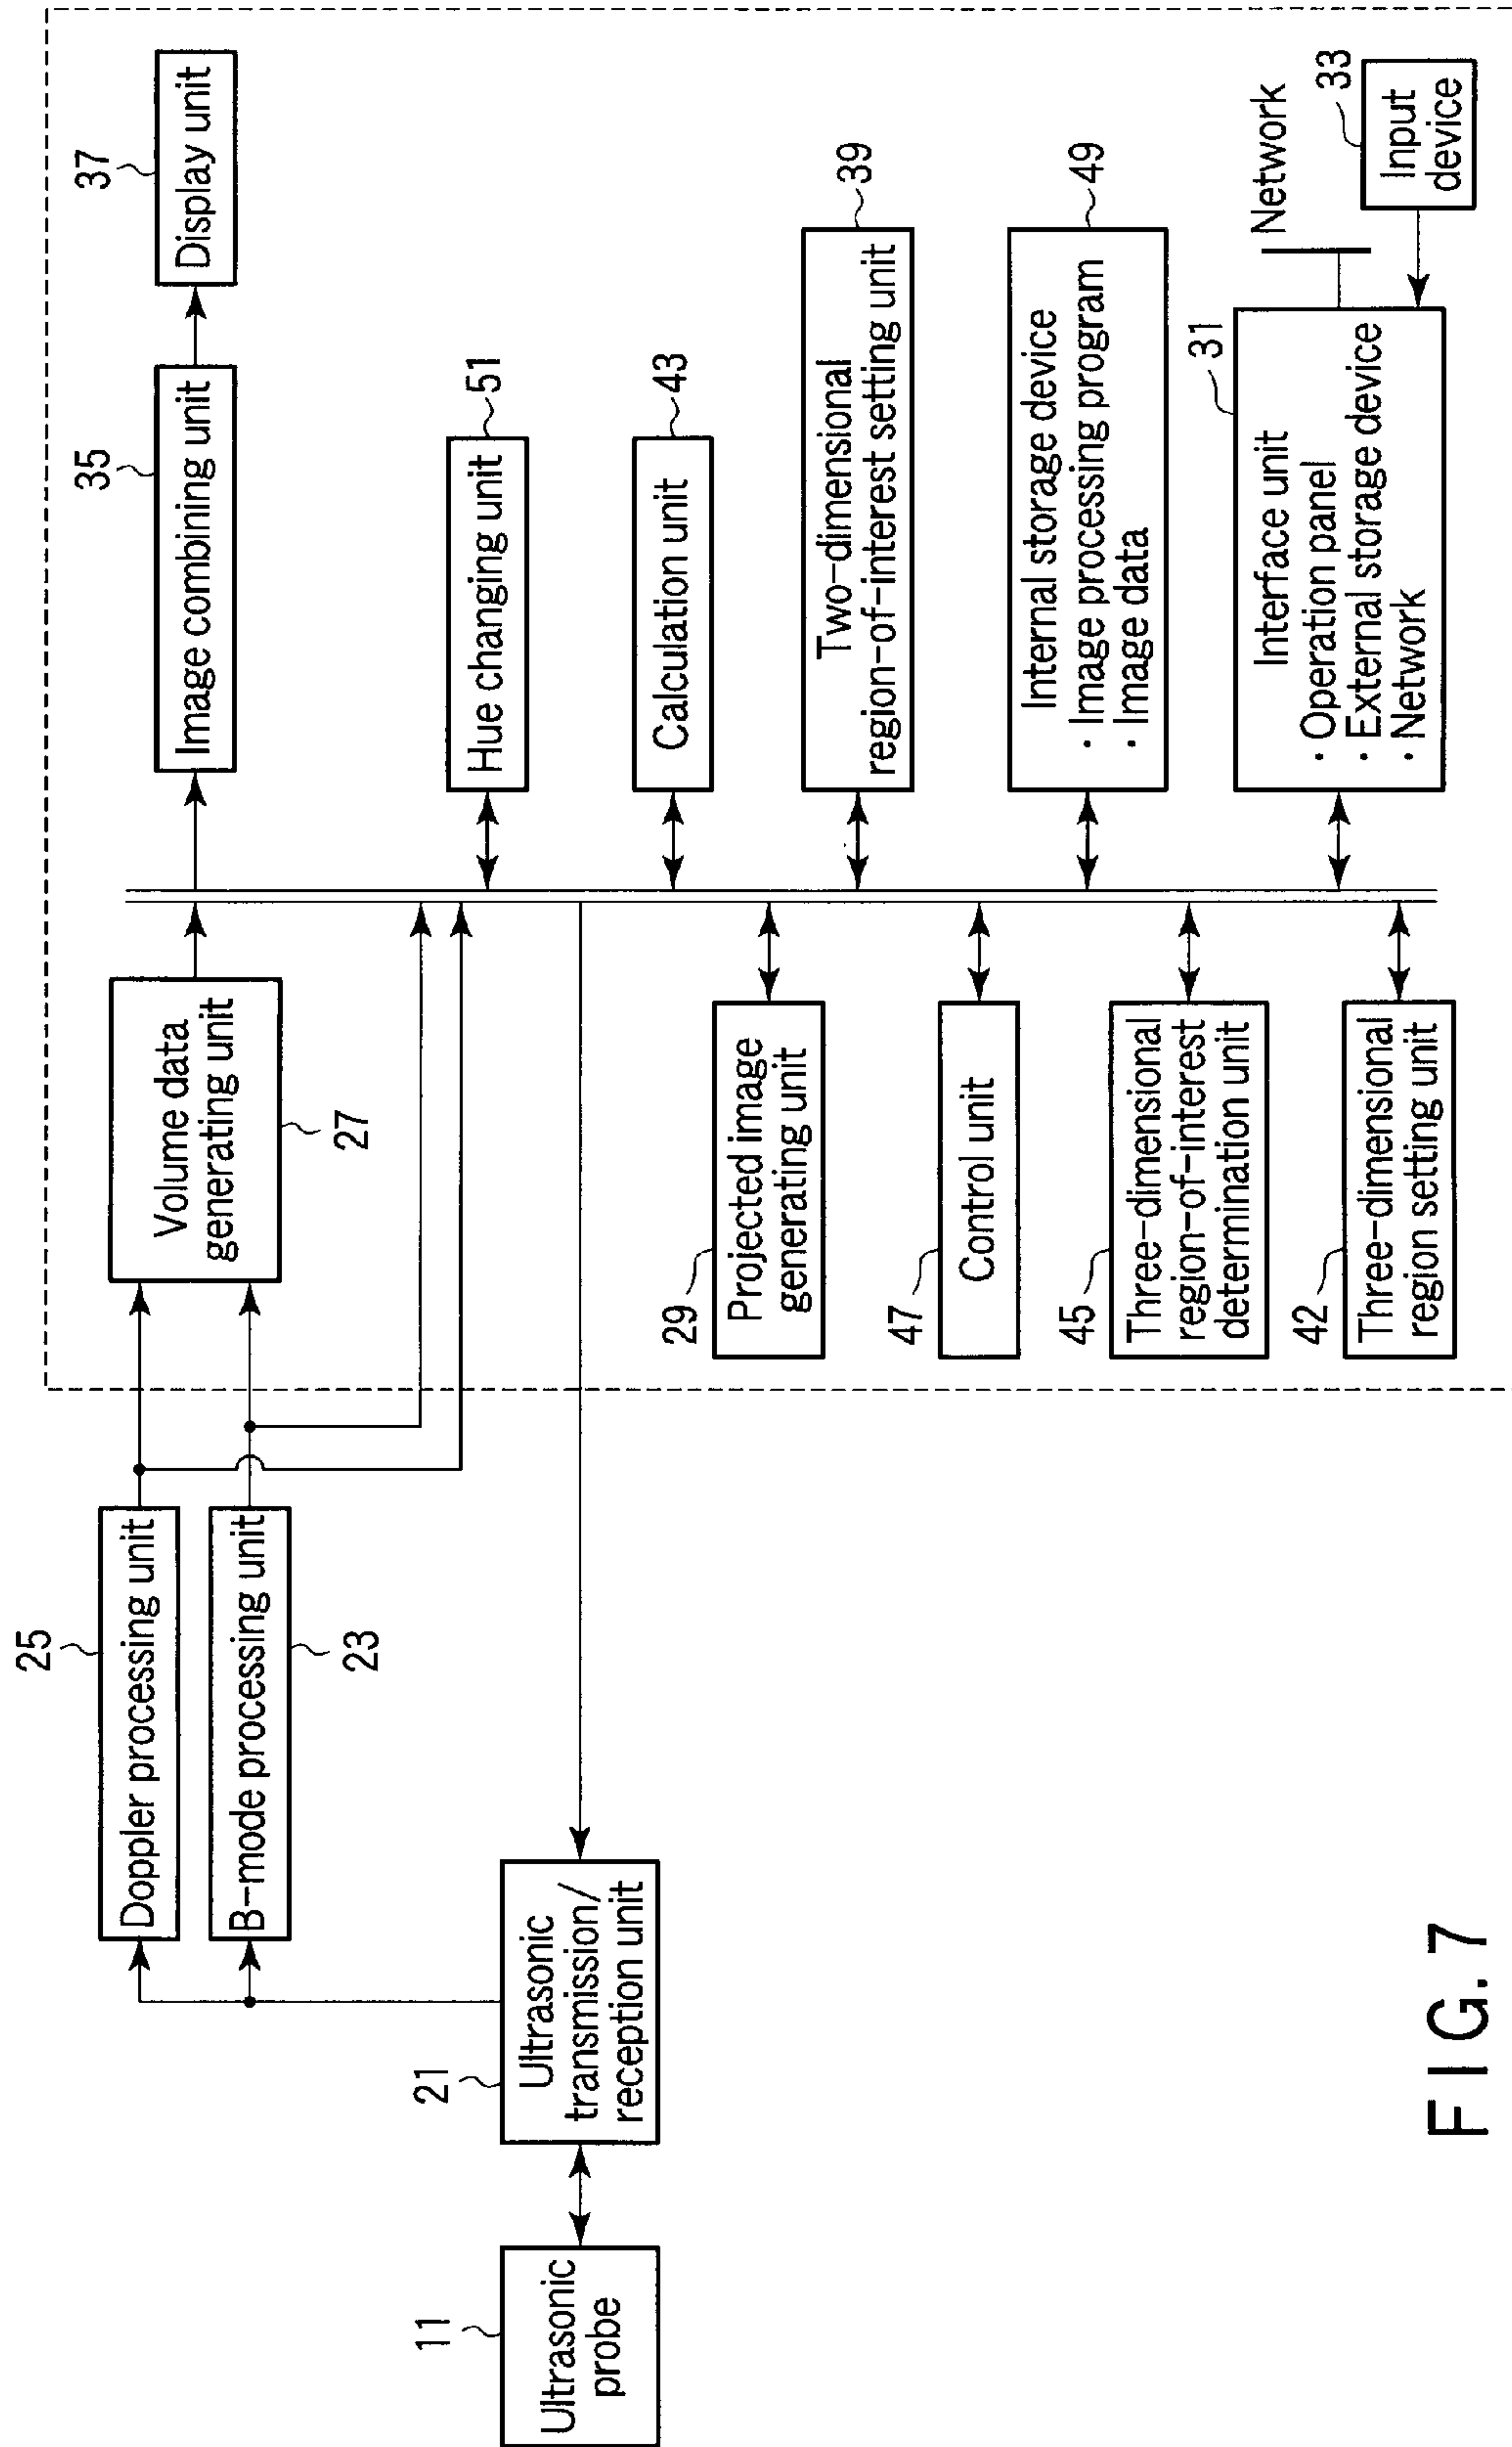 11
Ultrasonic
probe
21
Ultrasonic
transmission/
reception unit
25
Doppler processing unit
B-mode processing unit
23
Volume data
generating unit
27
29
Projected image
generating unit
47
Control unit
45
Three-dimensional
region-of-interest
determination unit
42
Three-dimensional
region setting unit
35
Image combining unit
37
Display unit
Hue changing unit
51
Calculation unit
43
Two-dimensional
region-of-interest setting unit
39
Internal storage device
· Image processing program
· Image data
49
31
Interface unit
· Operation panel
· External storage device
· Network
Network
33
Input
device
FIG. 7